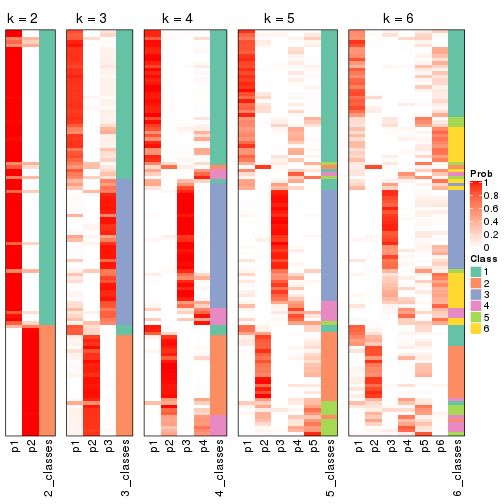 k = 2
k = 3
k = 4
k = 5
k = 6
Prob
1
0.8
0.6
0.4
0.2
0
Class
1
2
3
4
5
6
p1
p2
2_classes
p1
p2
p3
3_classes
p1
p2
p3
p4
4_classes
p1
p2
p3
p4
p5
5_classes
p1
p2
p3
p4
p5
p6
6_classes